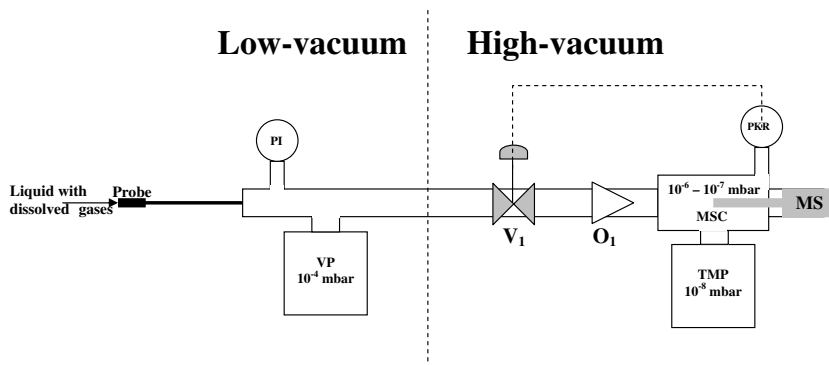 Low-vacuum
High-vacuum
PI
PKR
Liquid with
dissolved gases
Probe
10⁻⁶ – 10⁻⁷ mbar
MSC
MS
V₁
O₁
VP
10⁻⁴ mbar
TMP
10⁻⁸ mbar